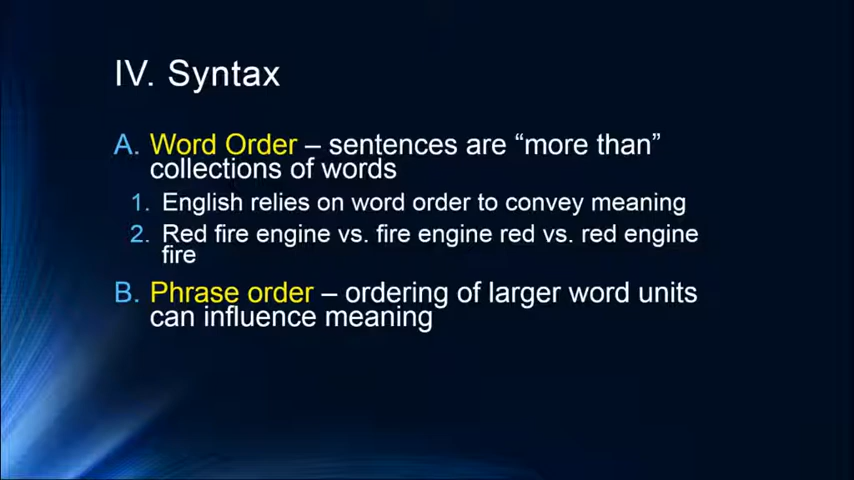 IV. Syntax
A. Word Order – sentences are “more than”
collections of words
1. English relies on word order to convey meaning
2. Red fire engine vs. fire engine red vs. red engine
fire
B. Phrase order – ordering of larger word units
can influence meaning